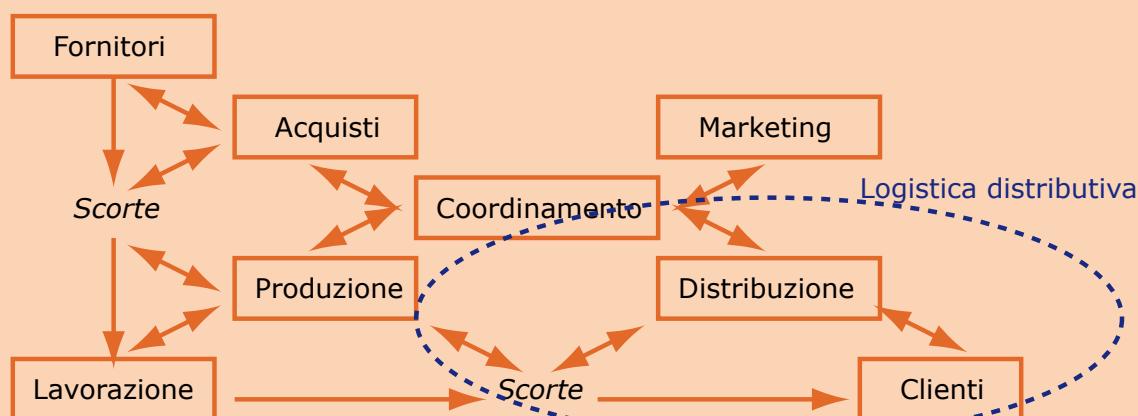 Fornitori
Acquisti
Marketing
Scorte
Coordinamento
Logistica distributiva
Produzione
Distribuzione
Lavorazione
Scorte
Clienti